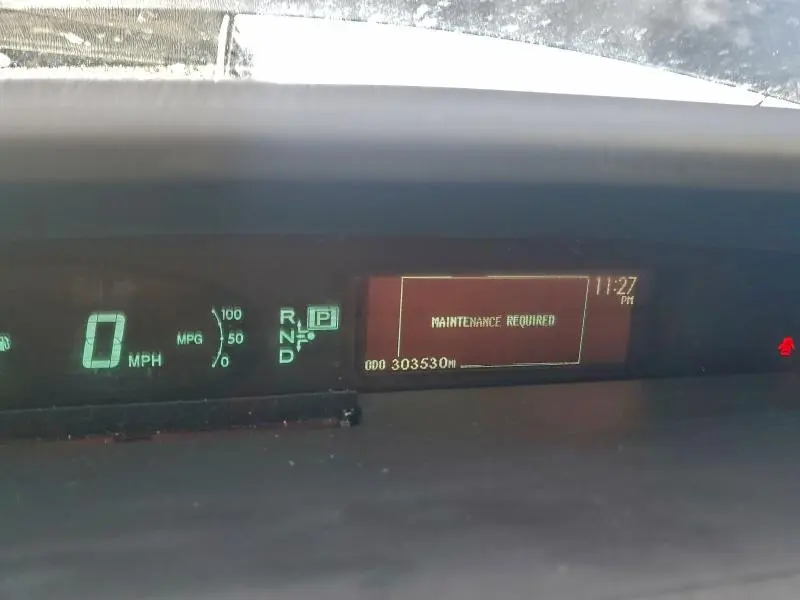 0 MPH
MPG
100
50
0
R
N
D
P
MAINTENANCE REQUIRED
11:27
PM
ODO 303530MI